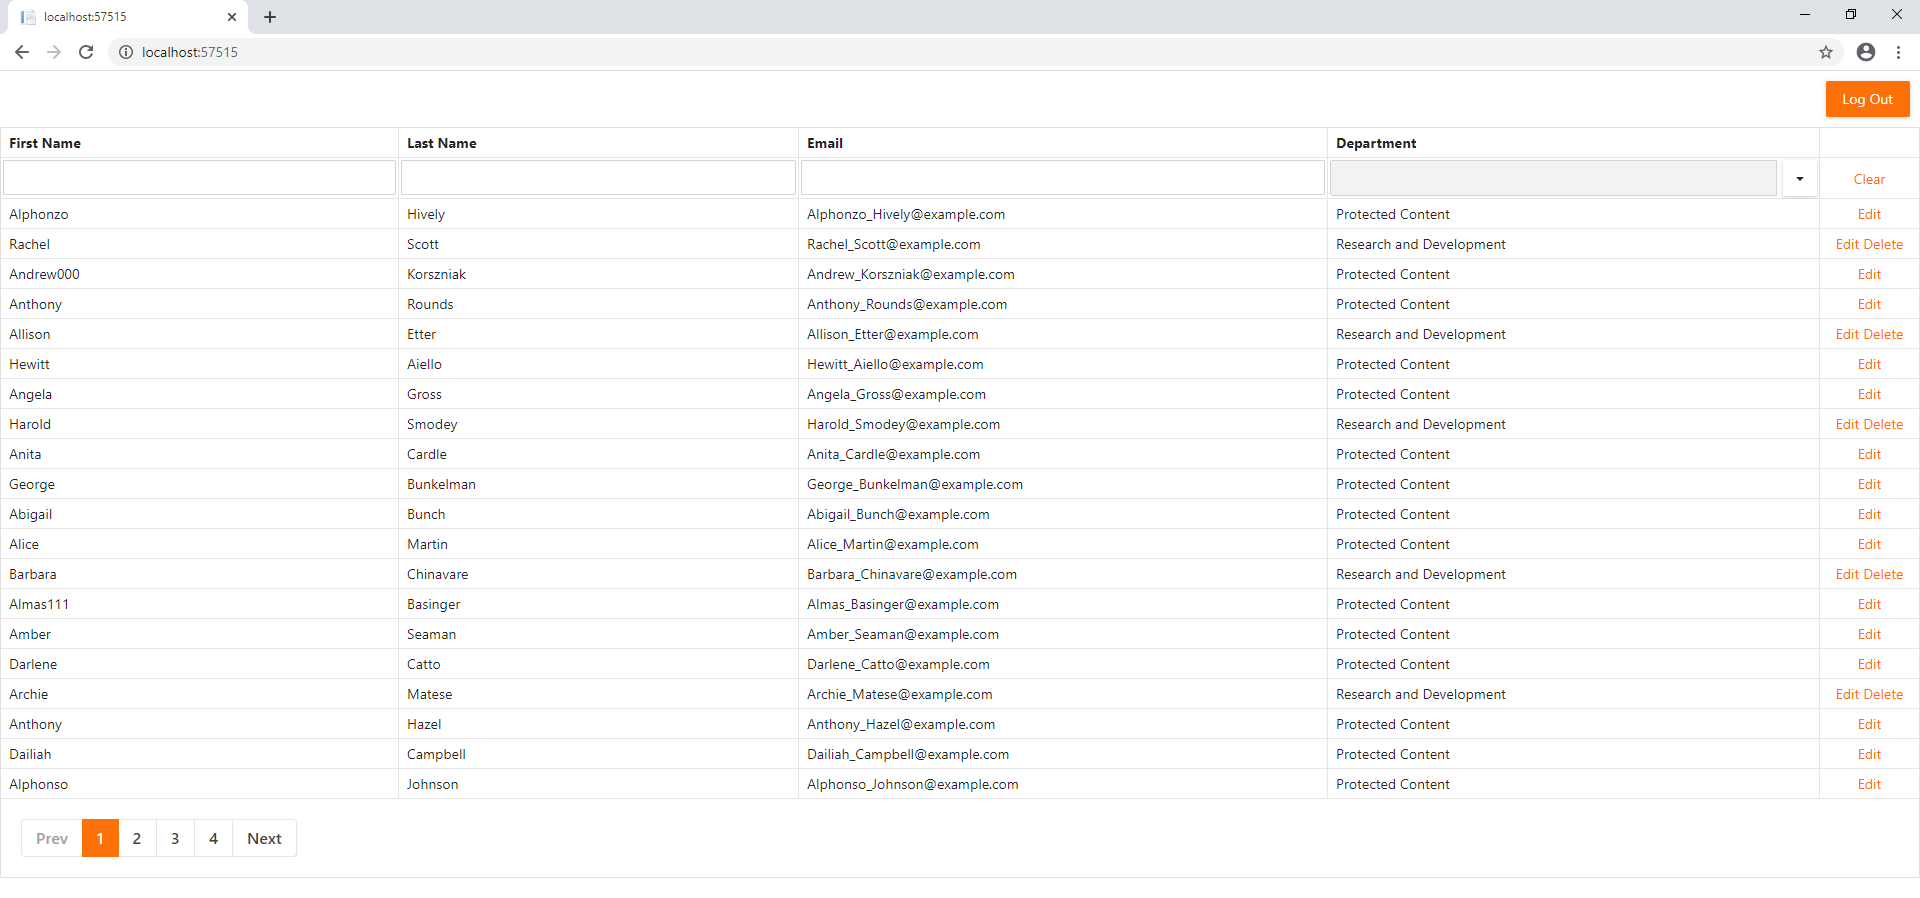 localhost:57515
localhost:57515
Log Out
First Name Last Name Email Department
Clear
Alphonzo Hively Alphonzo_Hively@example.com Protected Content Edit
Rachel Scott Rachel_Scott@example.com Research and Development Edit Delete
Andrew000 Korszniak Andrew_Korszniak@example.com Protected Content Edit
Anthony Rounds Anthony_Rounds@example.com Protected Content Edit
Allison Etter Allison_Etter@example.com Research and Development Edit Delete
Hewitt Aiello Hewitt_Aiello@example.com Protected Content Edit
Angela Gross Angela_Gross@example.com Protected Content Edit
Harold Smodey Harold_Smodey@example.com Research and Development Edit Delete
Anita Cardle Anita_Cardle@example.com Protected Content Edit
George Bunkelman George_Bunkelman@example.com Protected Content Edit
Abigail Bunch Abigail_Bunch@example.com Protected Content Edit
Alice Martin Alice_Martin@example.com Protected Content Edit
Barbara Chinavare Barbara_Chinavare@example.com Research and Development Edit Delete
Almas111 Basinger Almas_Basinger@example.com Protected Content Edit
Amber Seaman Amber_Seaman@example.com Protected Content Edit
Darlene Catto Darlene_Catto@example.com Protected Content Edit
Archie Matese Archie_Matese@example.com Research and Development Edit Delete
Anthony Hazel Anthony_Hazel@example.com Protected Content Edit
Dailiah Campbell Dailiah_Campbell@example.com Protected Content Edit
Alphonso Johnson Alphonso_Johnson@example.com Protected Content Edit
Prev 1 2 3 4 Next